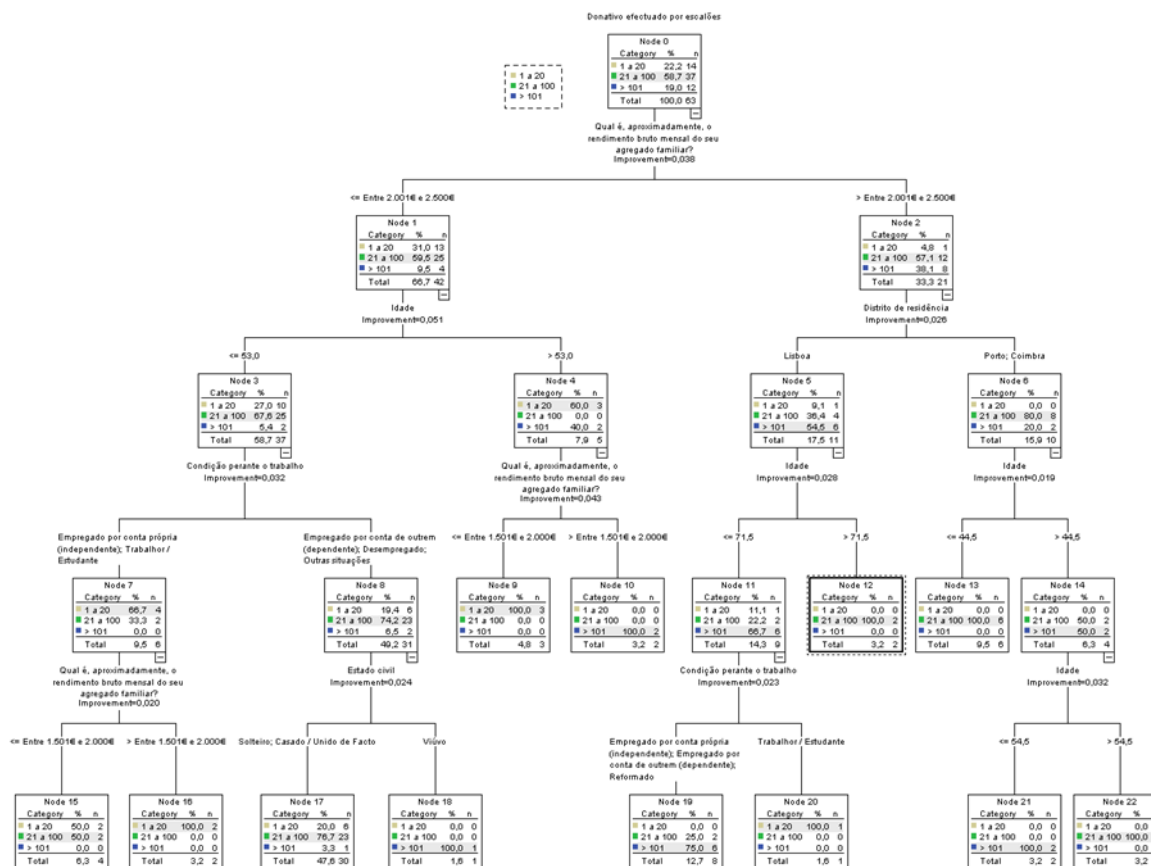 Donativo efectuado por escalões
1 a 20
21 a 100
> 101
Node 0
Category % n
1 a 20 22,2 14
21 a 100 58,7 37
> 101 19,0 12
Total 100,0 63
Qual é, aproximadamente, o
rendimento bruto mensal do seu
agregado familiar?
Improvement=0,038
<= Entre 2.001€ e 2.500€
> Entre 2.001€ e 2.500€
Node 1
Category % n
1 a 20 31,0 13
21 a 100 59,5 25
> 101 9,5 4
Total 66,7 42
Idade
Improvement=0,051
Node 2
Category % n
1 a 20 4,8 1
21 a 100 57,1 12
> 101 38,1 8
Total 33,3 21
Distrito de residência
Improvement=0,026
<= 53,0
> 53,0
Lisboa
Porto; Coimbra
Node 3
Category % n
1 a 20 27,0 10
21 a 100 67,6 25
> 101 5,4 2
Total 58,7 37
Condição perante o trabalho
Improvement=0,032
Node 4
Category % n
1 a 20 60,0 3
21 a 100 0,0 0
> 101 40,0 2
Total 7,9 5
Qual é, aproximadamente, o
rendimento bruto mensal do seu
agregado familiar?
Improvement=0,043
Node 5
Category % n
1 a 20 9,1 1
21 a 100 36,4 4
> 101 54,5 6
Total 17,5 11
Idade
Improvement=0,028
Node 6
Category % n
1 a 20 0,0 0
21 a 100 80,0 8
> 101 20,0 2
Total 15,9 10
Idade
Improvement=0,019
Empregado por conta própria
(independente); Trabalhor /
Estudante
Empregado por conta de outrem
(dependente); Desempregado;
Outras situações
<= Entre 1.501€ e 2.000€
> Entre 1.501€ e 2.000€
<= 71,5
> 71,5
<= 44,5
> 44,5
Node 7
Category % n
1 a 20 66,7 4
21 a 100 33,3 2
> 101 0,0 0
Total 9,5 6
Qual é, aproximadamente, o
rendimento bruto mensal do seu
agregado familiar?
Improvement=0,020
Node 8
Category % n
1 a 20 19,4 6
21 a 100 74,2 23
> 101 6,5 2
Total 49,2 31
Estado civil
Improvement=0,024
Node 9
Category % n
1 a 20 100,0 3
21 a 100 0,0 0
> 101 0,0 0
Total 4,8 3
Node 10
Category % n
1 a 20 0,0 0
21 a 100 0,0 0
> 101 100,0 2
Total 3,2 2
Node 11
Category % n
1 a 20 11,1 1
21 a 100 22,2 2
> 101 66,7 6
Total 14,3 9
Condição perante o trabalho
Improvement=0,023
Node 12
Category % n
1 a 20 0,0 0
21 a 100 100,0 2
> 101 0,0 0
Total 3,2 2
Node 13
Category % n
1 a 20 0,0 0
21 a 100 100,0 6
> 101 0,0 0
Total 9,5 6
Node 14
Category % n
1 a 20 0,0 0
21 a 100 50,0 2
> 101 50,0 2
Total 6,3 4
Idade
Improvement=0,032
<= Entre 1.501€ e 2.000€
> Entre 1.501€ e 2.000€
Solteiro; Casado / Unido de Facto
Viúvo
Empregado por conta própria
(independente); Empregado por
conta de outrem (dependente);
Reformado
Trabalhor / Estudante
<= 54,5
> 54,5
Node 15
Category % n
1 a 20 50,0 2
21 a 100 50,0 2
> 101 0,0 0
Total 6,3 4
Node 16
Category % n
1 a 20 100,0 2
21 a 100 0,0 0
> 101 0,0 0
Total 3,2 2
Node 17
Category % n
1 a 20 20,0 6
21 a 100 76,7 23
> 101 3,3 1
Total 47,6 30
Node 18
Category % n
1 a 20 0,0 0
21 a 100 0,0 0
> 101 100,0 1
Total 1,6 1
Node 19
Category % n
1 a 20 0,0 0
21 a 100 25,0 2
> 101 75,0 6
Total 12,7 8
Node 20
Category % n
1 a 20 100,0 1
21 a 100 0,0 0
> 101 0,0 0
Total 1,6 1
Node 21
Category % n
1 a 20 0,0 0
21 a 100 0,0 0
> 101 100,0 2
Total 3,2 2
Node 22
Category %
1 a 20 0,0
21 a 100 100,0
> 101 0,0
Total 3,2